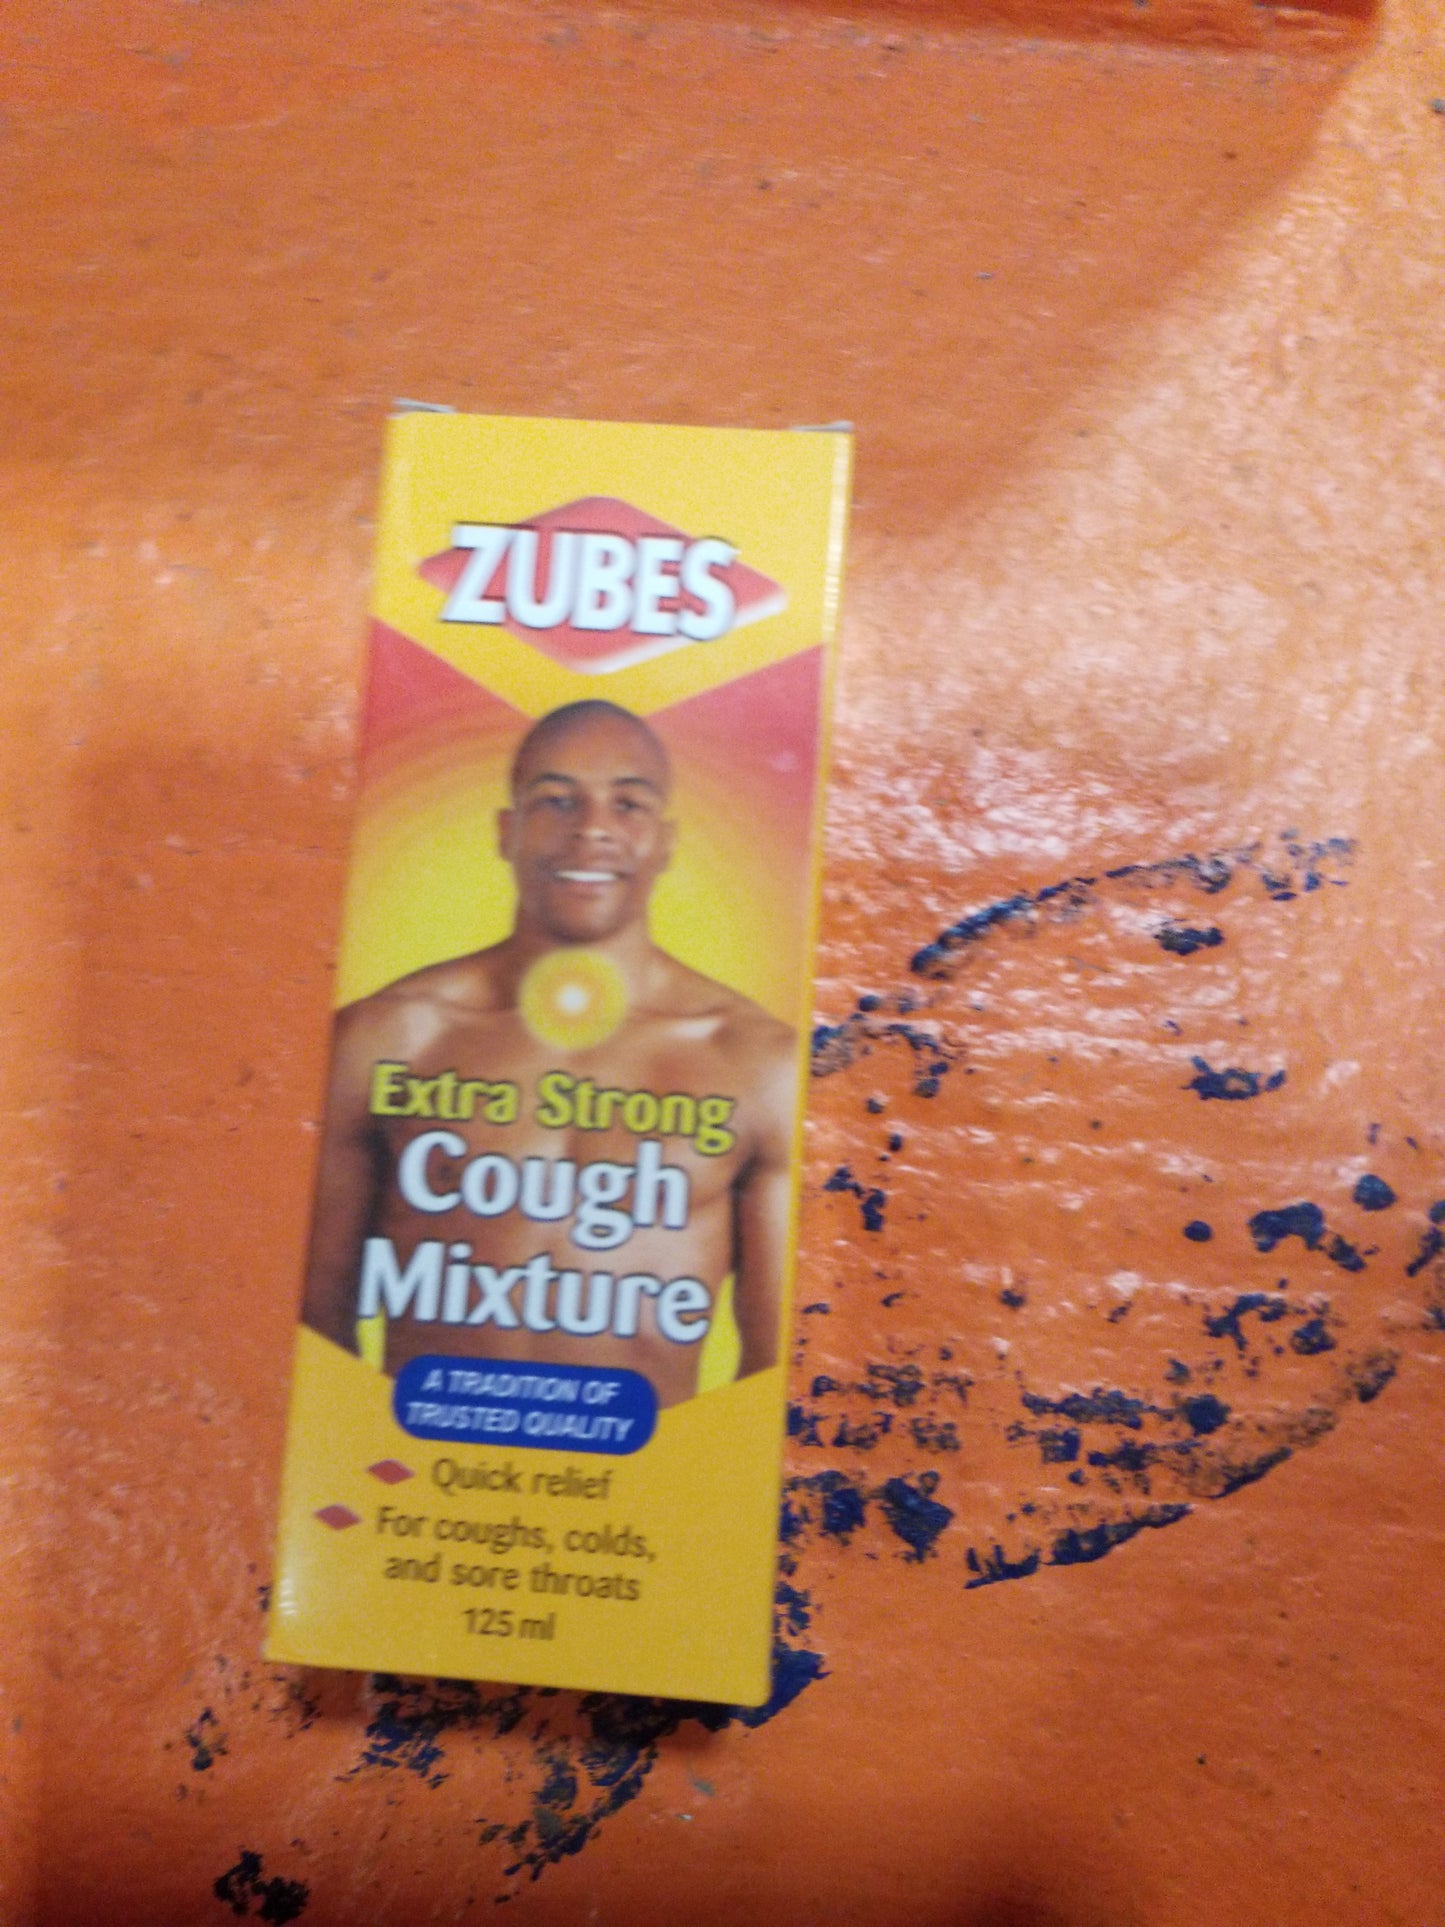 ZUBES
Extra Strong
Cough
Mixture
A TRADITION OF
TRUSTED QUALITY
Quick relief
For coughs, colds,
and sore throats
125 ml